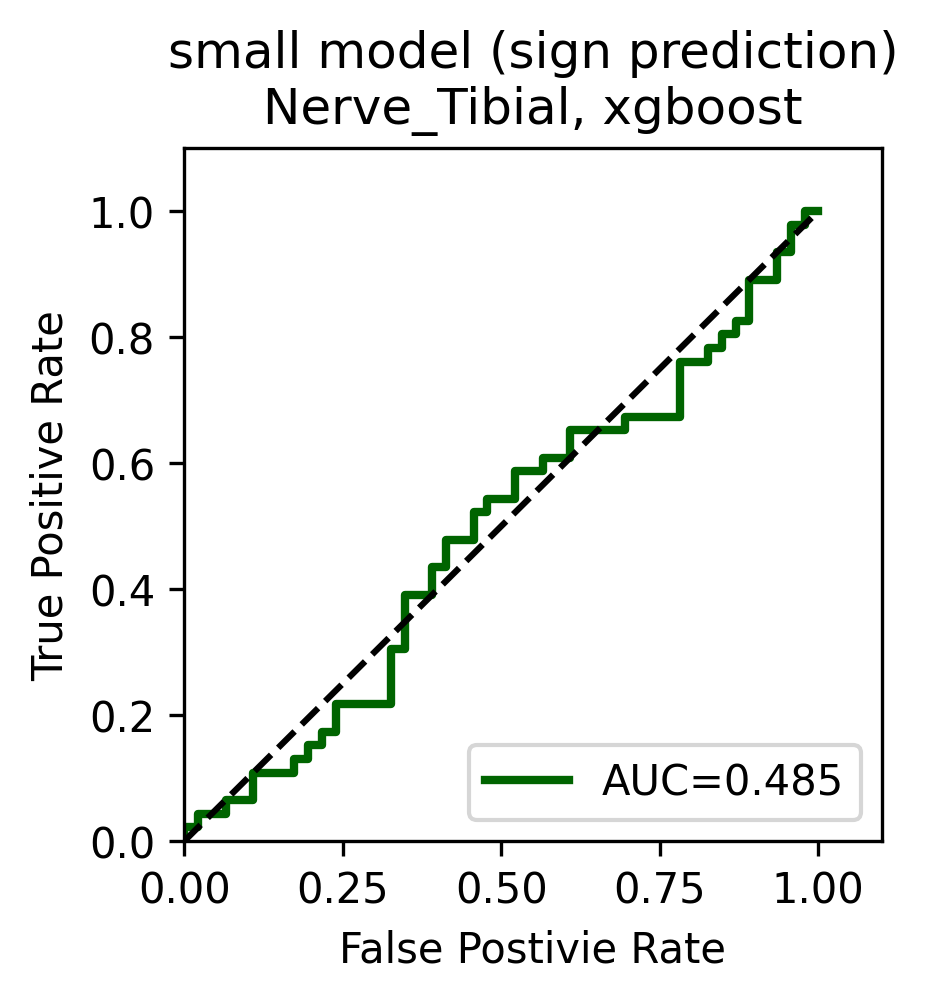 small model (sign prediction)
Nerve_Tibial, xgboost
1.0
0.8
0.6
0.4
0.2
0.0
True Positive Rate
AUC=0.485
0.00 0.25 0.50 0.75 1.00
False Postivie Rate